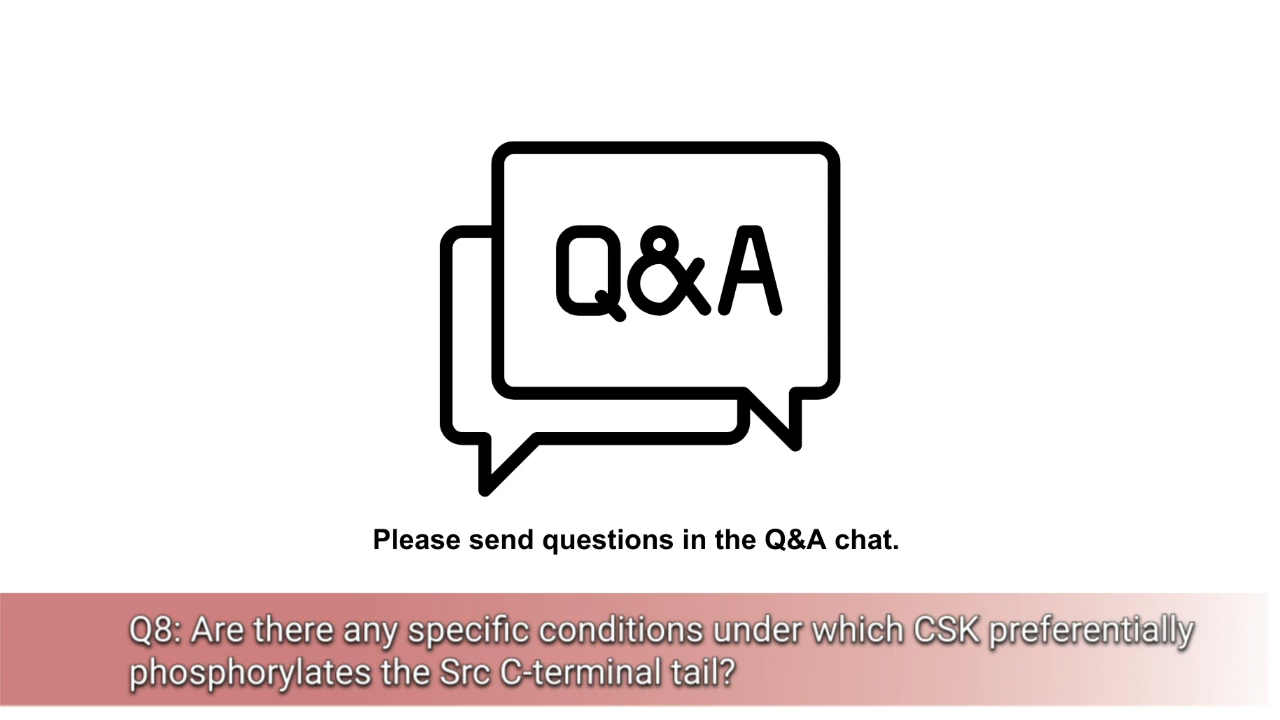 Q&A
Please send questions in the Q&A chat.
Q8: Are there any specific conditions under which CSK preferentially
phosphorylates the Src C-terminal tail?